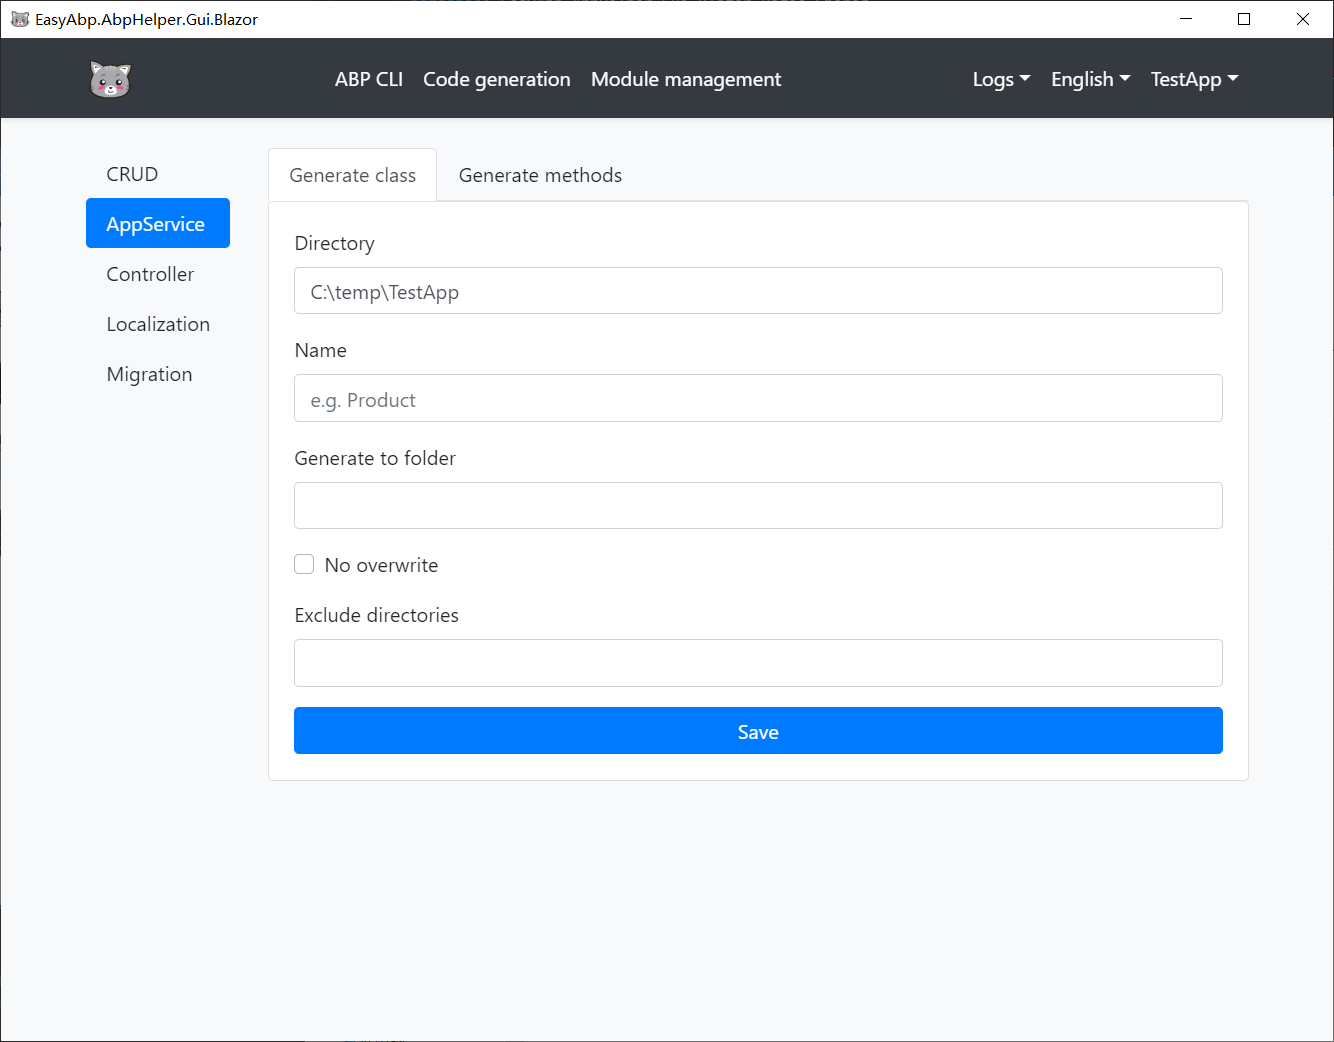 EasyAbp.AbpHelper.Gui.Blazor
ABP CLI Code generation Module management Logs English TestApp
CRUD
AppService
Controller
Localization
Migration
Generate class Generate methods
Directory
C:\temp\TestApp
Name
e.g. Product
Generate to folder
No overwrite
Exclude directories
Save